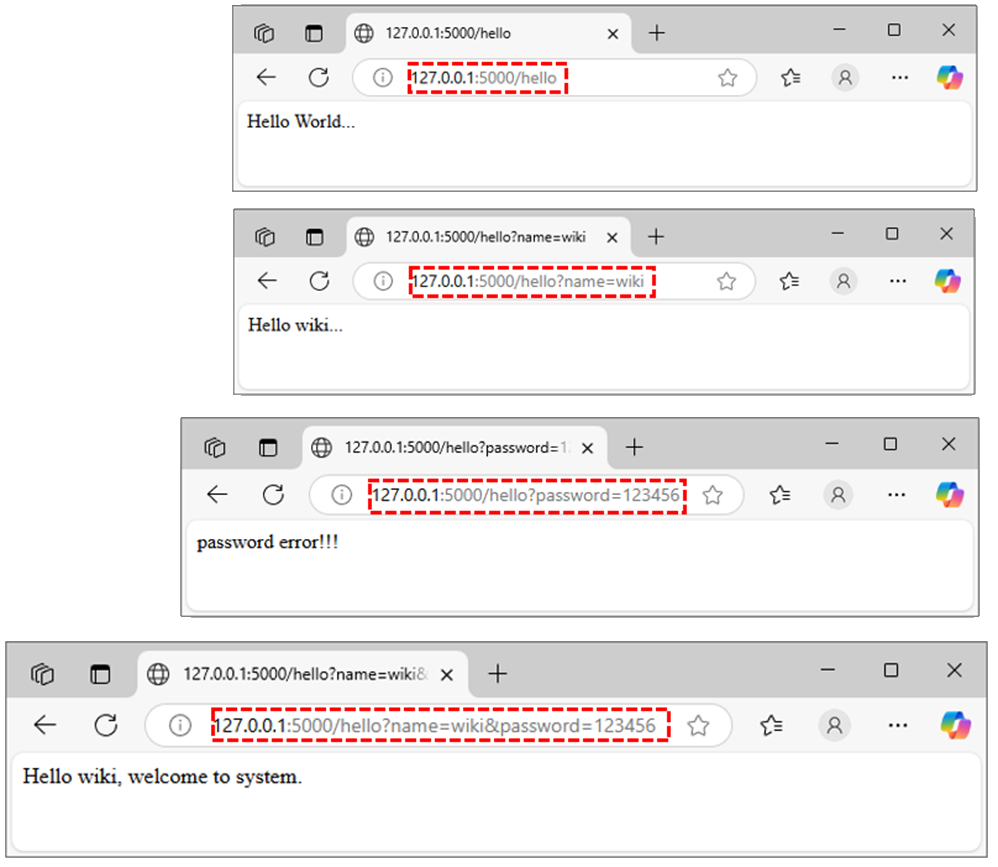 127.0.0.1:5000/hello
127.0.0.1:5000/hello
Hello World...
127.0.0.1:5000/hello?name=wiki
127.0.0.1:5000/hello?name=wiki
Hello wiki...
127.0.0.1:5000/hello?password=12
127.0.0.1:5000/hello?password=123456
password error!!!
127.0.0.1:5000/hello?name=wiki&
127.0.0.1:5000/hello?name=wiki&password=123456
Hello wiki, welcome to system.